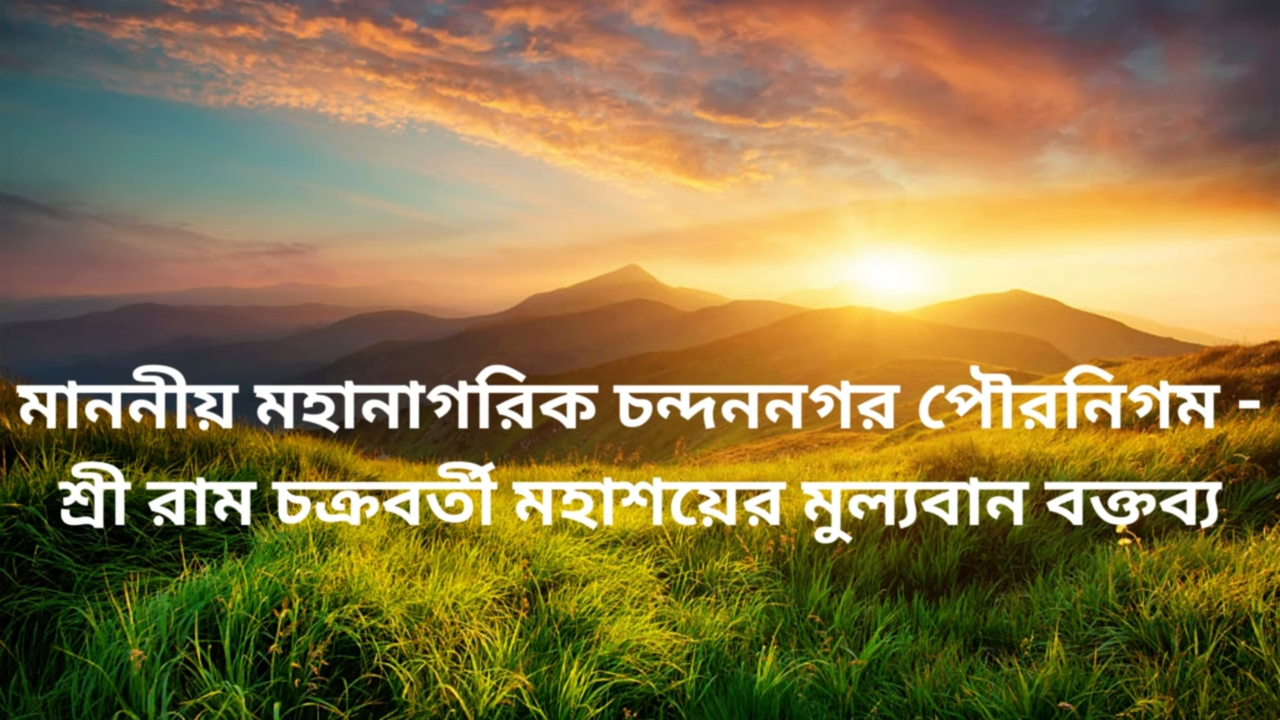 মাননীয় মহানাগরিক চন্দননগর পৌরনিগম -
শ্রী রাম চক্রবর্তী মহাশয়ের মুল্যবান বক্তব্য